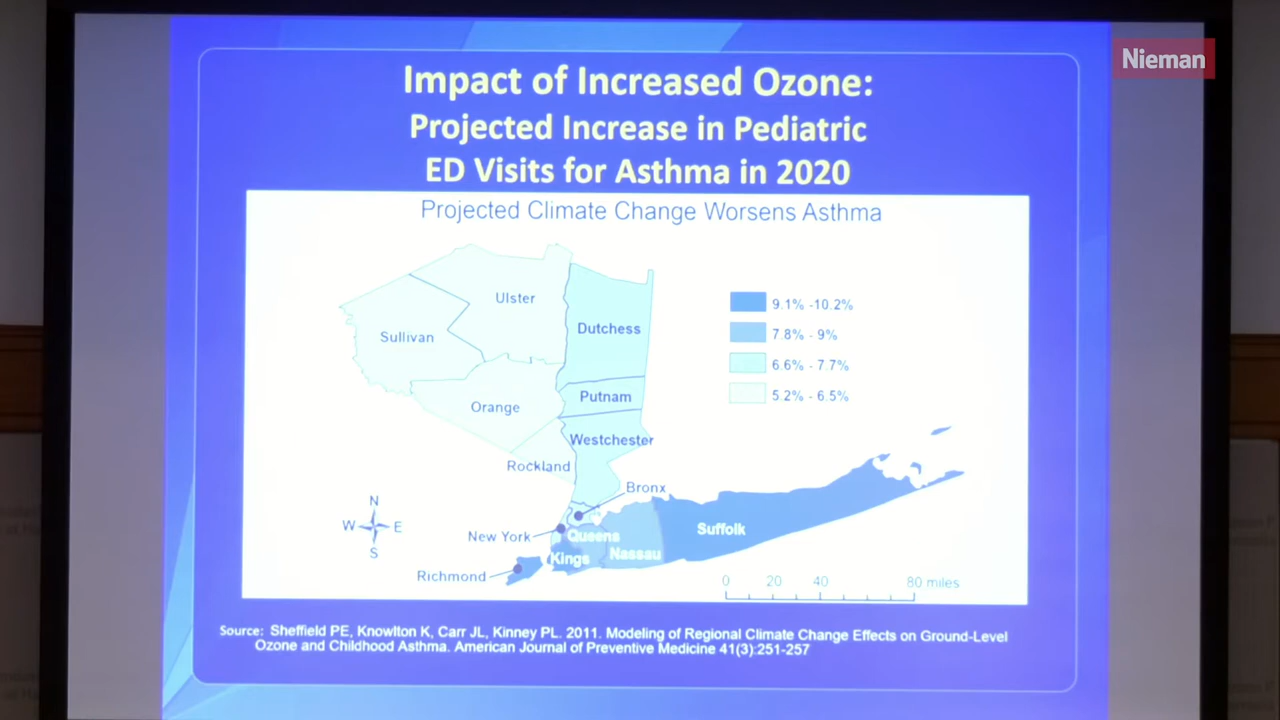 Nieman
Impact of Increased Ozone:
Projected Increase in Pediatric
ED Visits for Asthma in 2020
Projected Climate Change Worsens Asthma
Ulster
Dutchess
Sullivan
Putnam
Orange
Westchester
Rockland
Bronx
New York
Queens
Kings
Nassau
Suffolk
Richmond
9.1% -10.2%
7.8% - 9%
6.6% - 7.7%
5.2% - 6.5%
N
W E
S
0 20 40 80 miles
Source: Sheffield PE, Knowlton K, Carr JL, Kinney PL. 2011. Modeling of Regional Climate Change Effects on Ground-Level
Ozone and Childhood Asthma. American Journal of Preventive Medicine 41(3):251-257